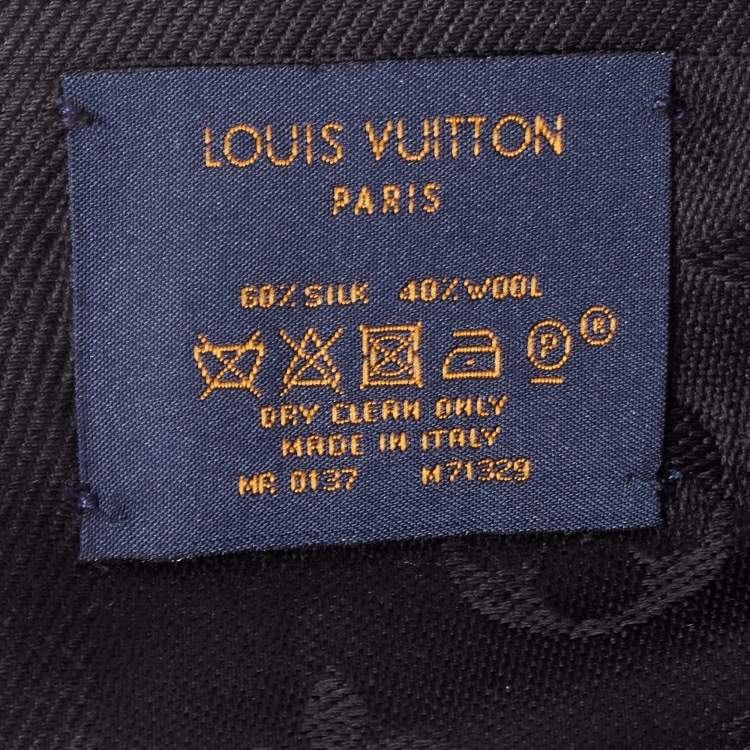 LOUIS VUITTON
PARIS
60% SILK 40% WOOL
P ®
DRY CLEAN ONLY
MADE IN ITALY
MR 0137 M71329